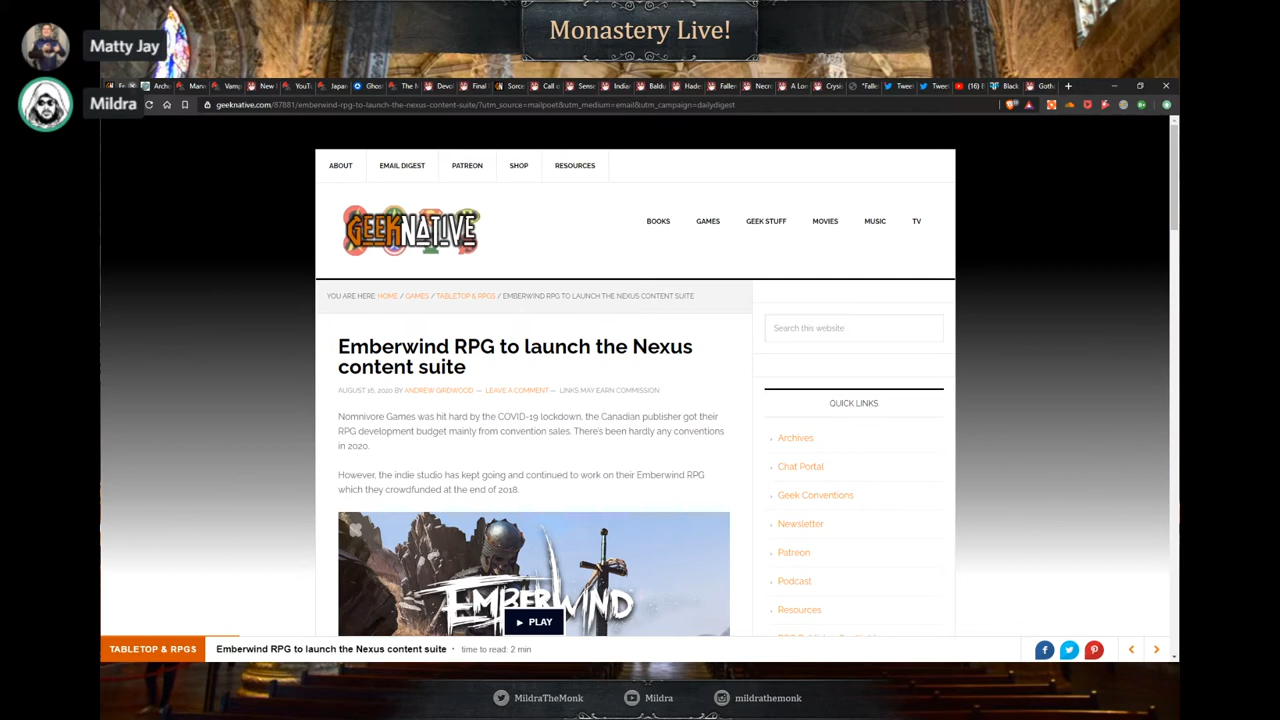 Monastery Live!
Matty Jay
Mildra
geeknative.com/87881/emberwind-rpg-to-launch-the-nexus-content-suite/?utm_source=mailpoet&utm_medium=email&utm_campaign=dailydigest
ABOUT
EMAIL DIGEST
PATREON
SHOP
RESOURCES
GEEKNATIVE
BOOKS
GAMES
GEEK STUFF
MOVIES
MUSIC
TV
YOU ARE HERE: HOME / GAMES / TABLETOP & RPGS / EMBERWIND RPG TO LAUNCH THE NEXUS CONTENT SUITE
Search this website
Emberwind RPG to launch the Nexus
content suite
AUGUST 16, 2020 BY ANDREW GIRDWOOD — LEAVE A COMMENT — LINKS MAY EARN COMMISSION
Nomnivore Games was hit hard by the COVID-19 lockdown, the Canadian publisher got their
RPG development budget mainly from convention sales. There's been hardly any conventions
in 2020.
However, the indie studio has kept going and continued to work on their Emberwind RPG
which they crowdfunded at the end of 2018.
EMBERWIND
PLAY
QUICK LINKS
Archives
Chat Portal
Geek Conventions
Newsletter
Patreon
Podcast
Resources
TABLETOP & RPGS
Emberwind RPG to launch the Nexus content suite · time to read: 2 min
MildraTheMonk
Mildra
mildrathemonk